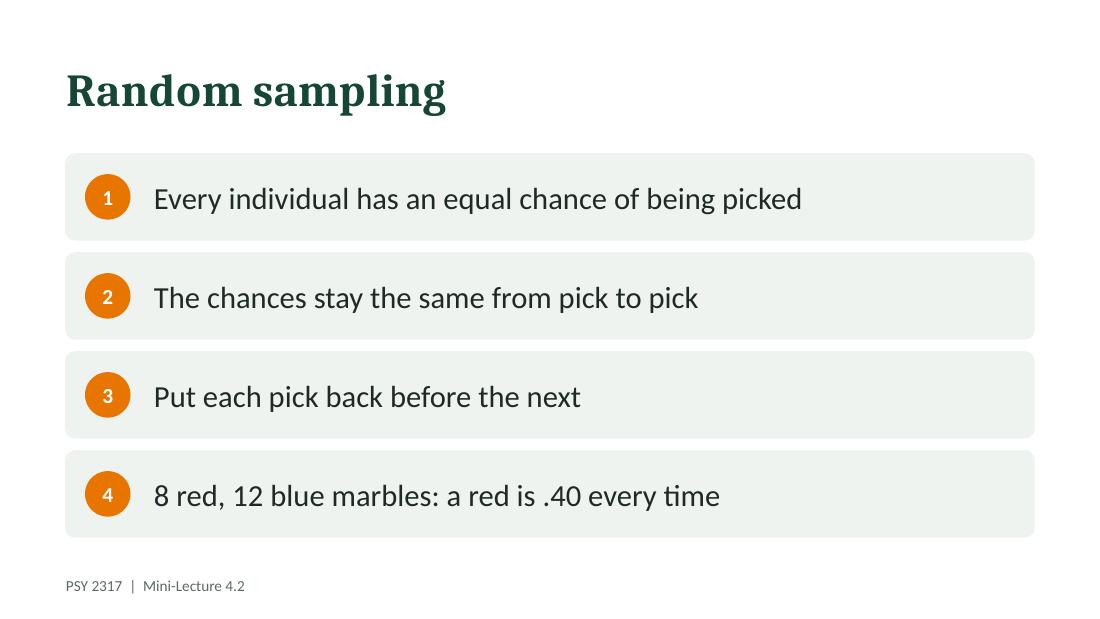 Random sampling
1 Every individual has an equal chance of being picked
2 The chances stay the same from pick to pick
3 Put each pick back before the next
4 8 red, 12 blue marbles: a red is .40 every time
PSY 2317 | Mini-Lecture 4.2